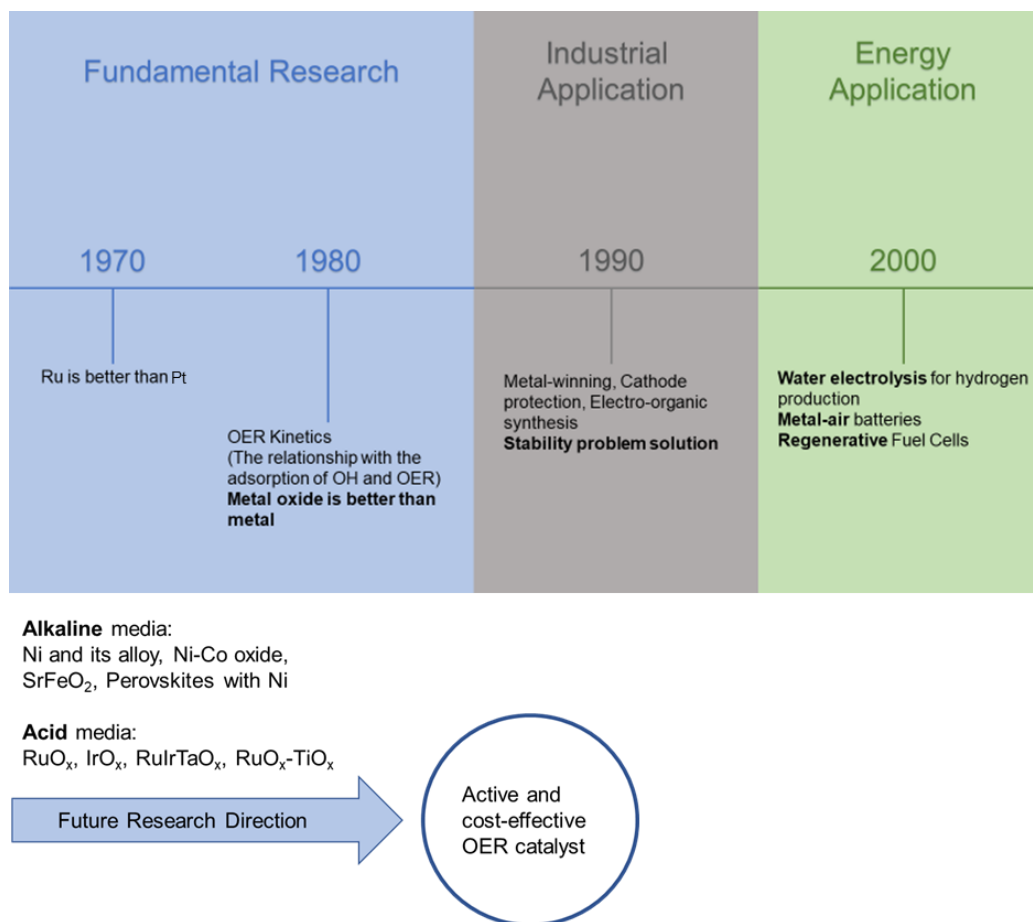 Fundamental Research
Industrial
Application
Energy
Application
1970
1980
1990
2000
Ru is better than Pt
OER Kinetics
(The relationship with the
adsorption of OH and OER)
Metal oxide is better than
metal
Metal-winning, Cathode
protection, Electro-organic
synthesis
Stability problem solution
Water electrolysis for hydrogen
production
Metal-air batteries
Regenerative Fuel Cells
Alkaline media:
Ni and its alloy, Ni-Co oxide,
SrFeO₂, Perovskites with Ni
Acid media:
RuOₓ, IrOₓ, RuIrTaOₓ, RuOₓ-TiOₓ
Future Research Direction
Active and
cost-effective
OER catalyst